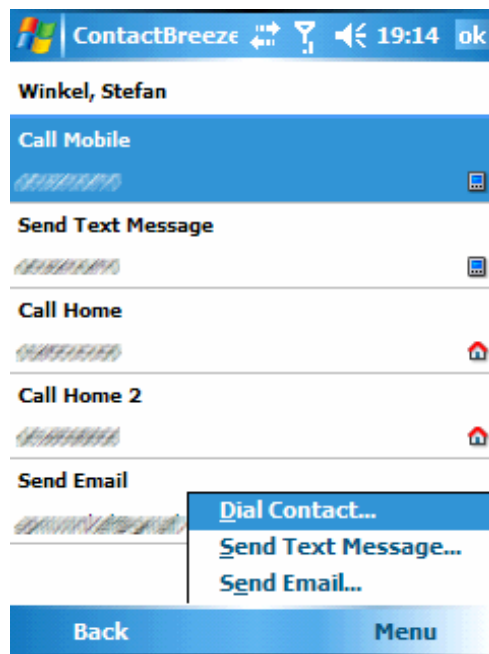 ContactBreeze 19:14 ok
Winkel, Stefan
Call Mobile
Send Text Message
Call Home
Call Home 2
Send Email
Dial Contact...
Send Text Message...
Send Email...
Back Menu